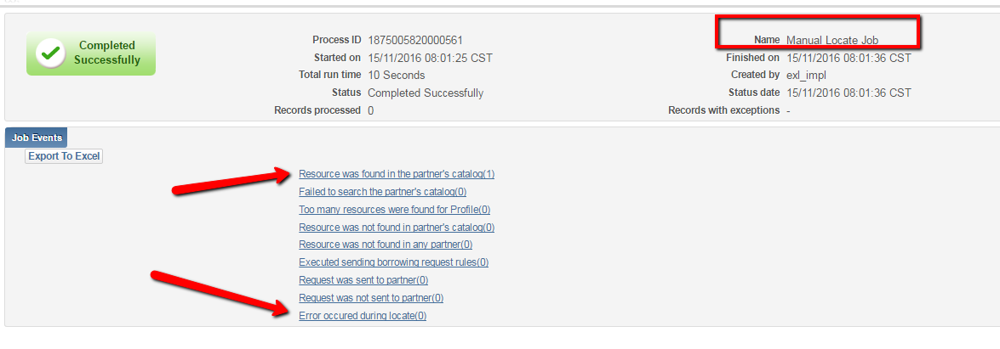 Completed Successfully
Process ID 1875005820000561
Name Manual Locate Job
Started on 15/11/2016 08:01:25 CST
Finished on 15/11/2016 08:01:36 CST
Total run time 10 Seconds
Created by exl_impl
Status Completed Successfully
Status date 15/11/2016 08:01:36 CST
Records processed 0
Records with exceptions -
Job Events
Export To Excel
Resource was found in the partner's catalog(1)
Failed to search the partner's catalog(0)
Too many resources were found for Profile(0)
Resource was not found in partner's catalog(0)
Resource was not found in any partner(0)
Executed sending borrowing request rules(0)
Request was sent to partner(0)
Request was not sent to partner(0)
Error occured during locate(0)